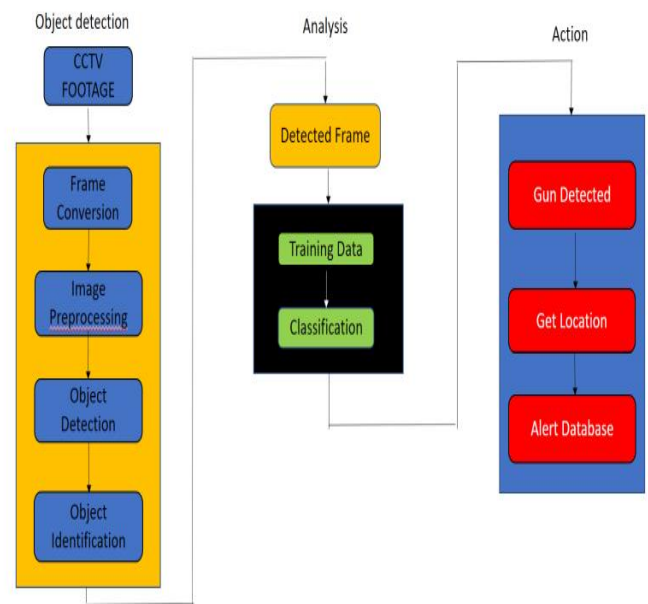 Object detection
CCTV
FOOTAGE
Frame
Conversion
Image
Preprocessing
Object
Detection
Object
Identification
Analysis
Detected Frame
Training Data
Classification
Action
Gun Detected
Get Location
Alert Database